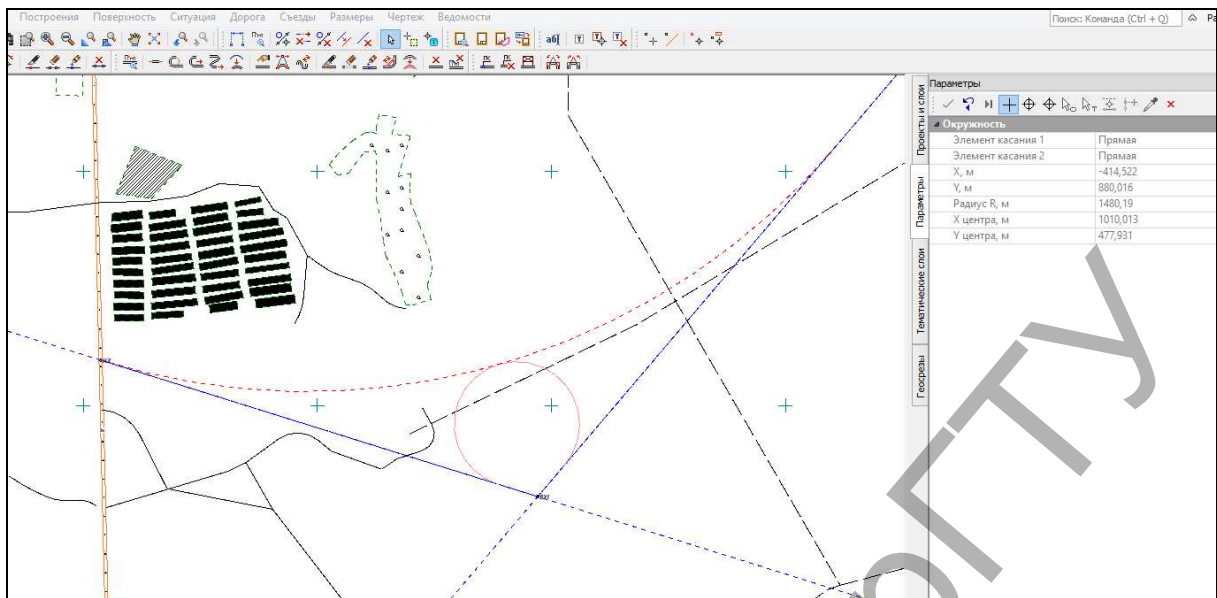 Построения Поверхность Ситуация Дорога Съезды Размеры Чертеж Ведомости
Поиск: Команда (Ctrl + Q)
Параметры
Окружность
Элемент касания 1 Прямая
Элемент касания 2 Прямая
X, м -414,522
Y, м 880,016
Радиус R, м 1480,19
X центра, м 1010,013
Y центра, м 477,931
Проекты и слои
Параметры
Тематические слои
Геосрезы